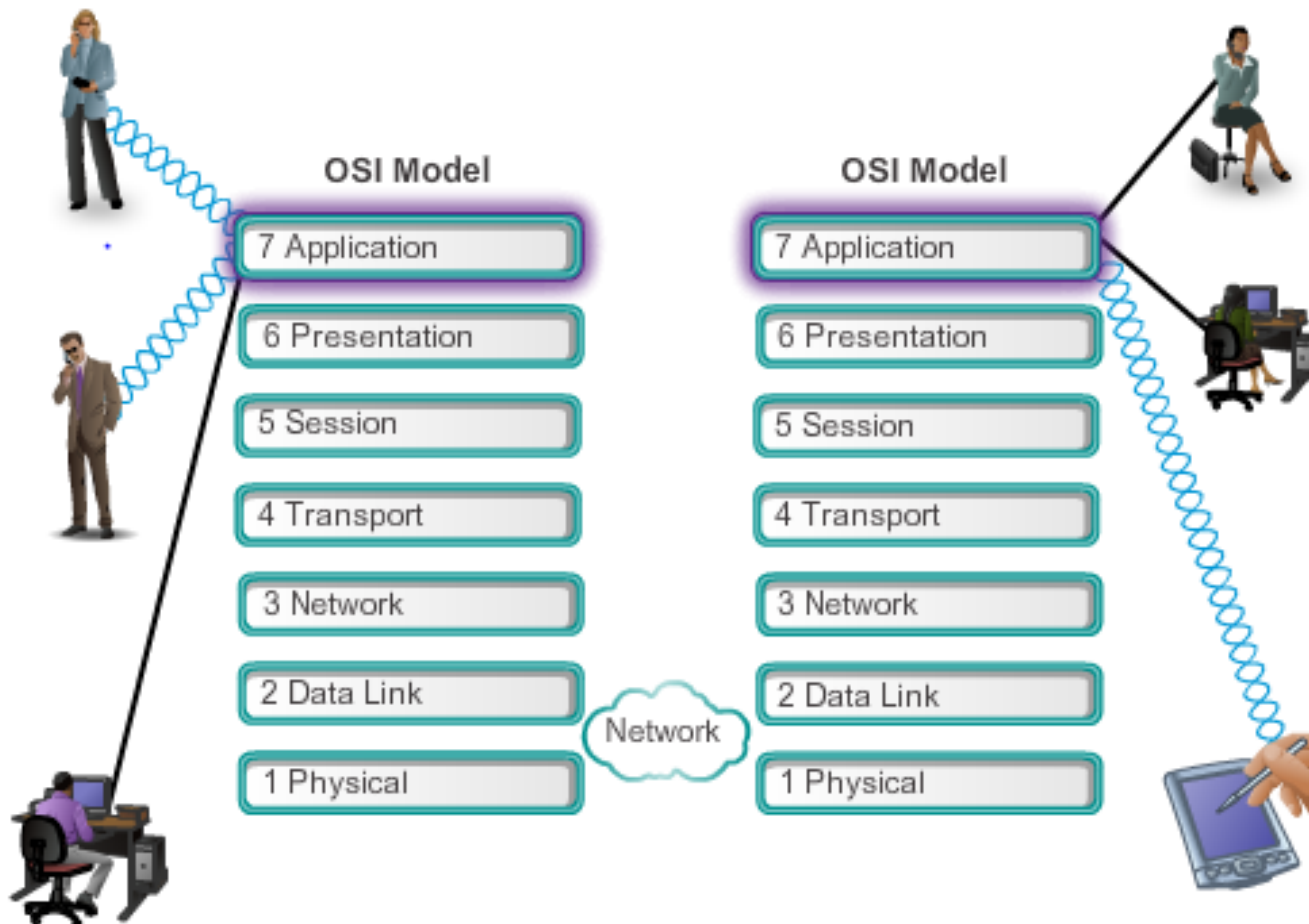 OSI Model
7 Application
6 Presentation
5 Session
4 Transport
3 Network
2 Data Link
1 Physical
Network
OSI Model
7 Application
6 Presentation
5 Session
4 Transport
3 Network
2 Data Link
1 Physical